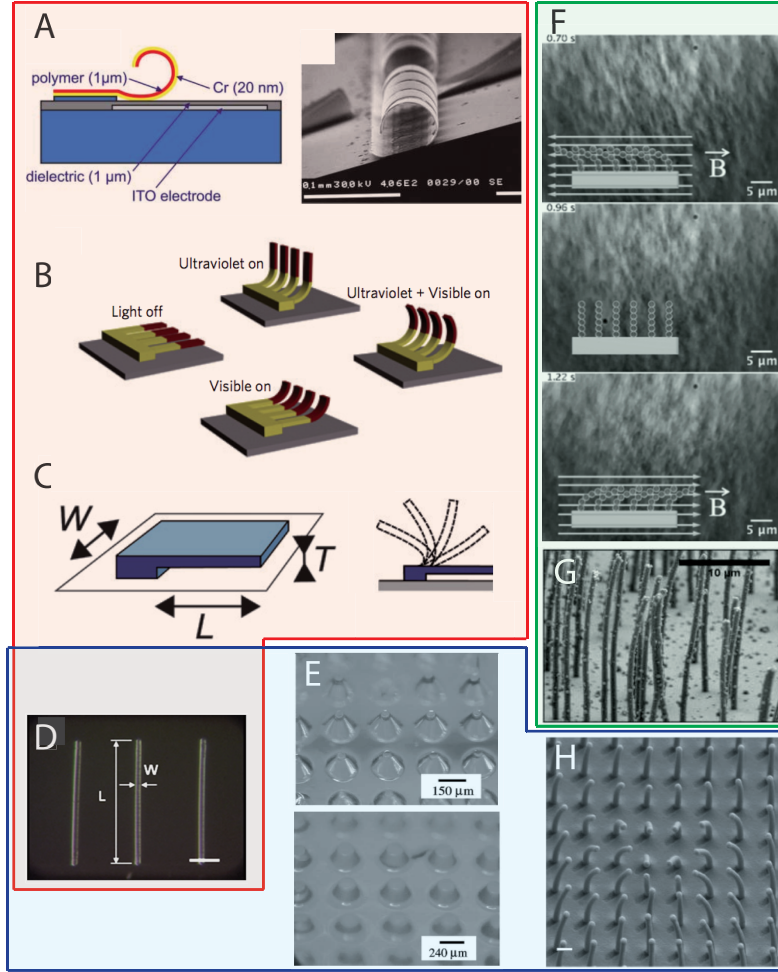 A
polymer (1µm)
Cr (20 nm)
dielectric (1 µm)
ITO electrode
0,1mm30,0kV 4,06E2 0029/00 SE
B
Ultraviolet on
Light off
Ultraviolet + Visible on
Visible on
C
W
T
L
D
L
W
E
150 µm
240 µm
F
0.70 s
B
5 µm
0.96 s
5 µm
1.22 s
B
5 µm
G
10 µm
H